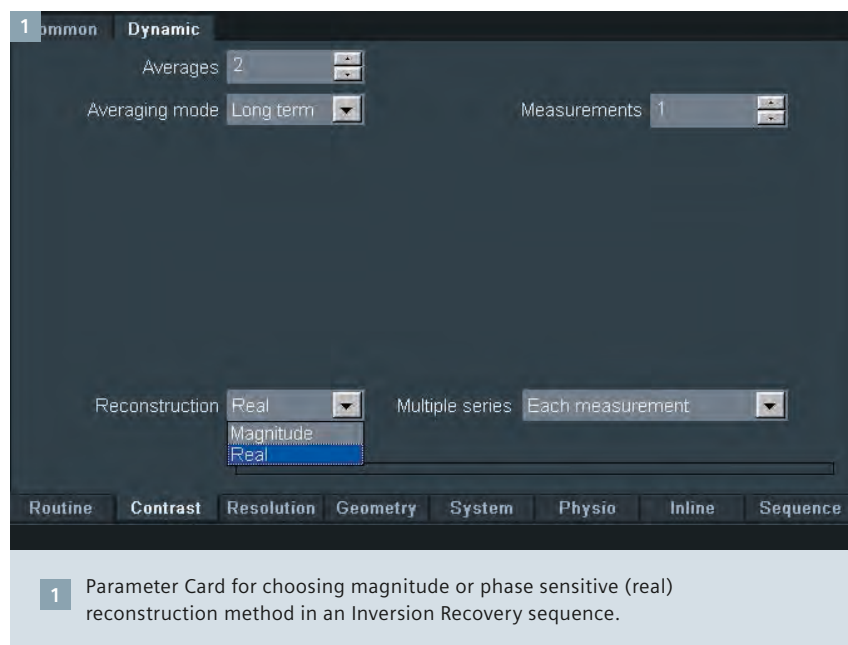 1 ommon Dynamic
Averages 2
Averaging mode Long term Measurements 1
Reconstruction Real Multiple series Each measurement
Magnitude
Real
Routine Contrast Resolution Geometry System Physio Inline Sequence
1 Parameter Card for choosing magnitude or phase sensitive (real)
reconstruction method in an Inversion Recovery sequence.